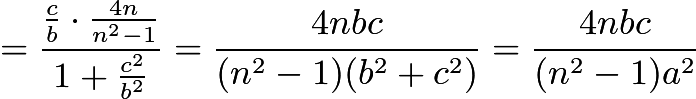 $= \frac{\frac{c}{b} \cdot \frac{4n}{n^2-1}}{1 + \frac{c^2}{b^2}} = \frac{4nbc}{(n^2-1)(b^2+c^2)} = \frac{4nbc}{(n^2-1)a^2}$